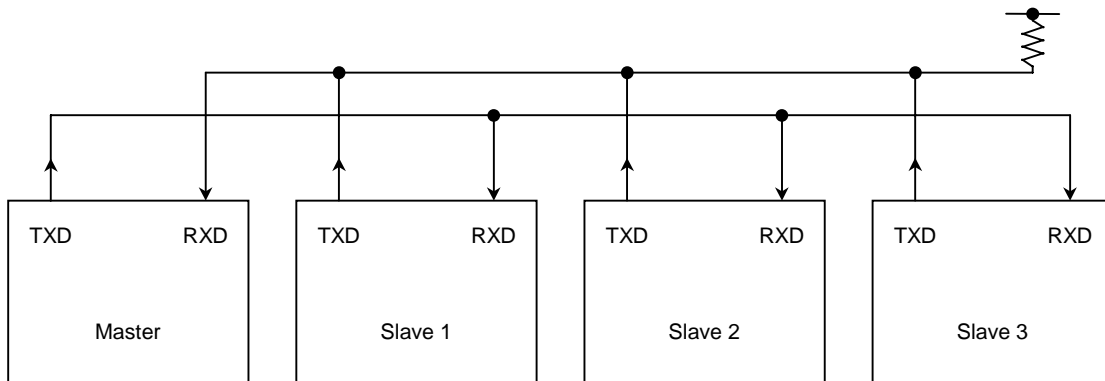 TXD RXD TXD RXD TXD RXD TXD RXD
Master Slave 1 Slave 2 Slave 3